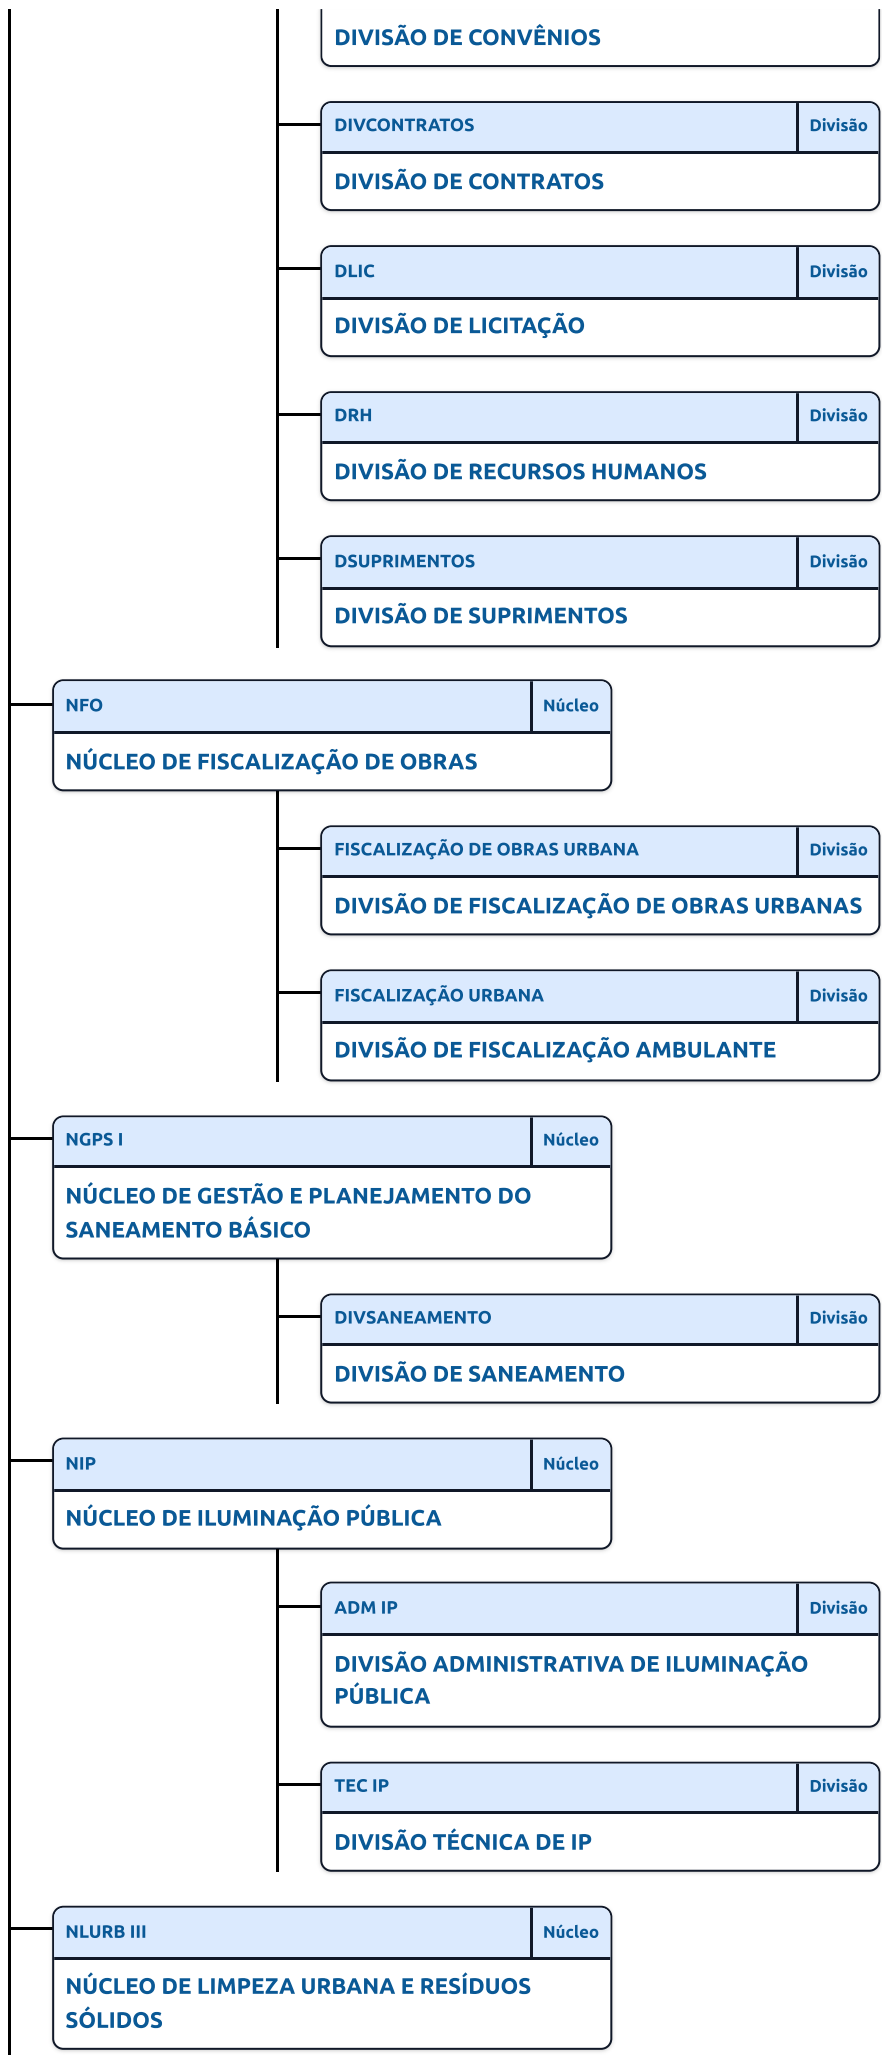 DIVISÃO DE CONVÊNIOS
DIVCONTRATOS Divisão
DIVISÃO DE CONTRATOS
DLIC Divisão
DIVISÃO DE LICITAÇÃO
DRH Divisão
DIVISÃO DE RECURSOS HUMANOS
DSUPRIMENTOS Divisão
DIVISÃO DE SUPRIMENTOS
NFO Núcleo
NÚCLEO DE FISCALIZAÇÃO DE OBRAS
FISCALIZAÇÃO DE OBRAS URBANA Divisão
DIVISÃO DE FISCALIZAÇÃO DE OBRAS URBANAS
FISCALIZAÇÃO URBANA Divisão
DIVISÃO DE FISCALIZAÇÃO AMBULANTE
NGPS I Núcleo
NÚCLEO DE GESTÃO E PLANEJAMENTO DO
SANEAMENTO BÁSICO
DIVSANEAMENTO Divisão
DIVISÃO DE SANEAMENTO
NIP Núcleo
NÚCLEO DE ILUMINAÇÃO PÚBLICA
ADM IP Divisão
DIVISÃO ADMINISTRATIVA DE ILUMINAÇÃO
PÚBLICA
TEC IP Divisão
DIVISÃO TÉCNICA DE IP
NLURB III Núcleo
NÚCLEO DE LIMPEZA URBANA E RESÍDUOS
SÓLIDOS